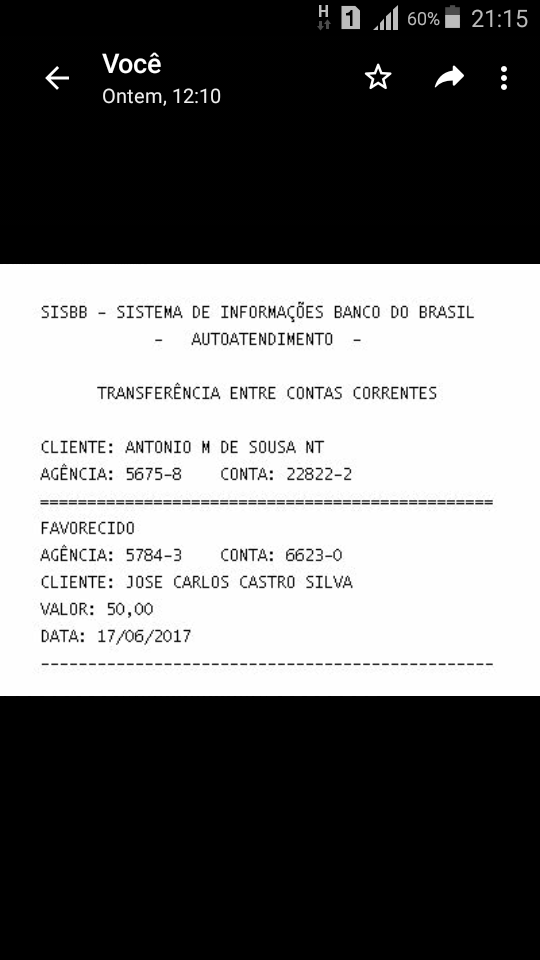 H 1 60% 21:15
Você
Ontem, 12:10
SISBB - SISTEMA DE INFORMAÇÕES BANCO DO BRASIL
- AUTOATENDIMENTO -
TRANSFERÊNCIA ENTRE CONTAS CORRENTES
CLIENTE: ANTONIO M DE SOUSA NT
AGÊNCIA: 5675-8 CONTA: 22822-2
================================================
FAVORECIDO
AGÊNCIA: 5784-3 CONTA: 6623-0
CLIENTE: JOSE CARLOS CASTRO SILVA
VALOR: 50,00
DATA: 17/06/2017
------------------------------------------------